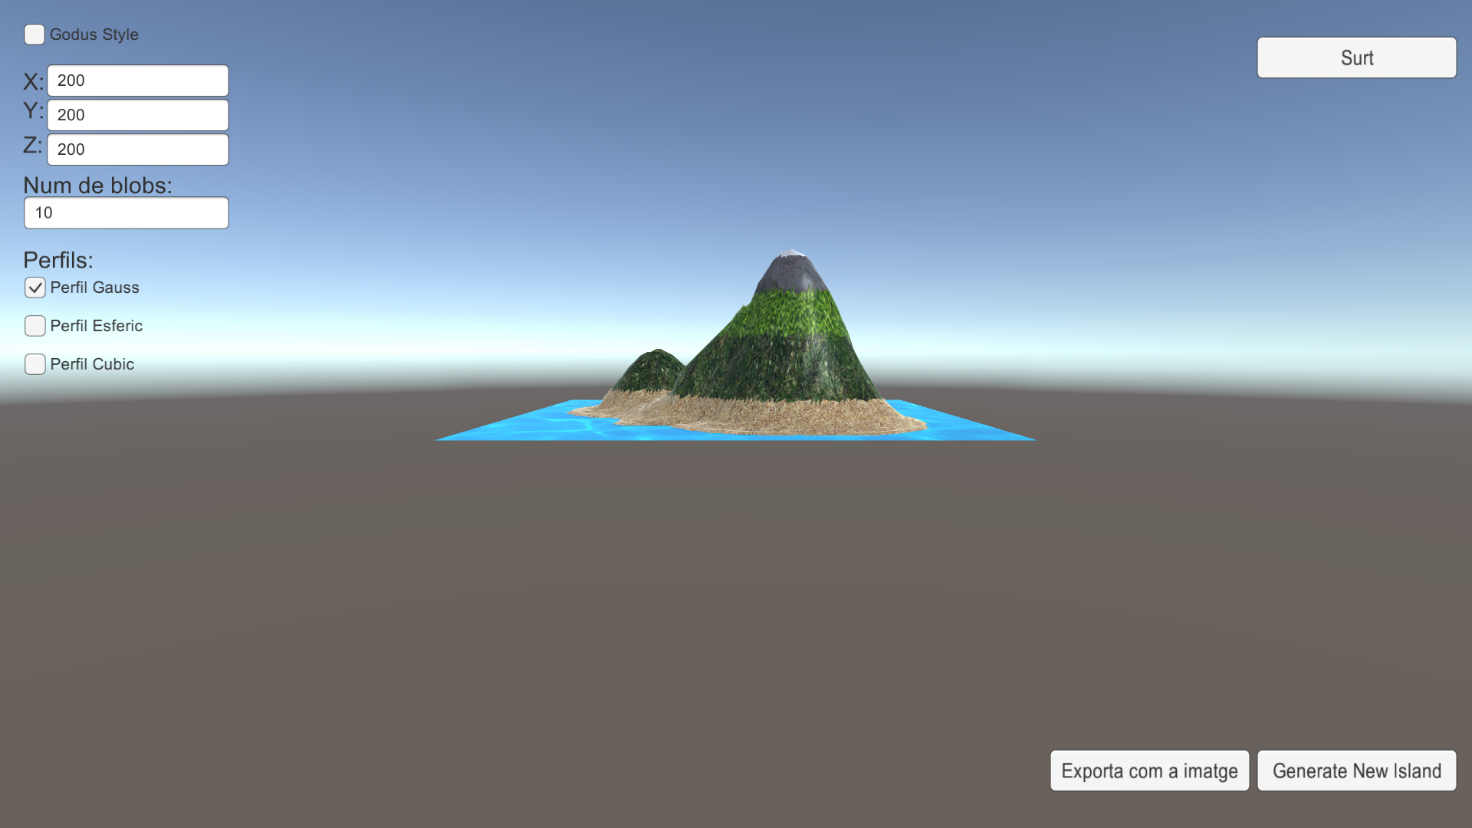 Godus Style
Surt
X: 200
Y: 200
Z: 200
Num de blobs:
10
Perfils:
Perfil Gauss
Perfil Esferic
Perfil Cubic
Exporta com a imatge
Generate New Island